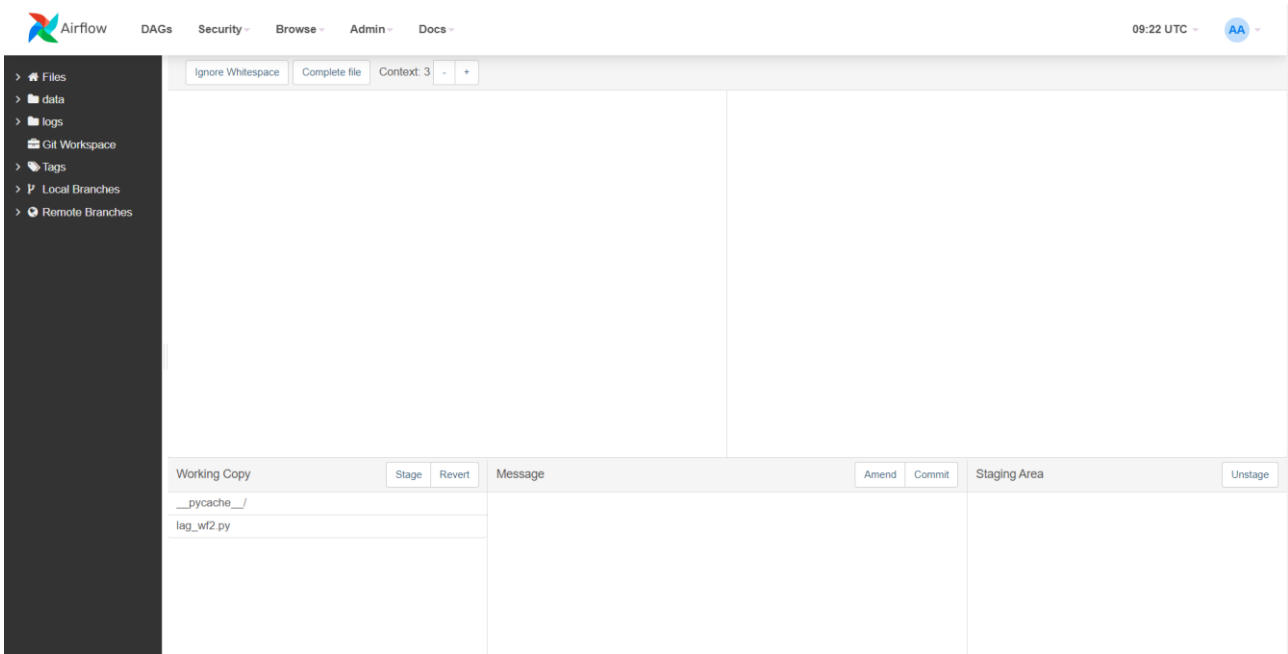 Airflow DAGs Security Browse Admin Docs 09:22 UTC AA
Files
data
logs
Git Workspace
Tags
Local Branches
Remote Branches
Ignore Whitespace Complete file Context: 3 - +
Working Copy Stage Revert Message Amend Commit Staging Area Unstage
__pycache__/
lag_wf2.py